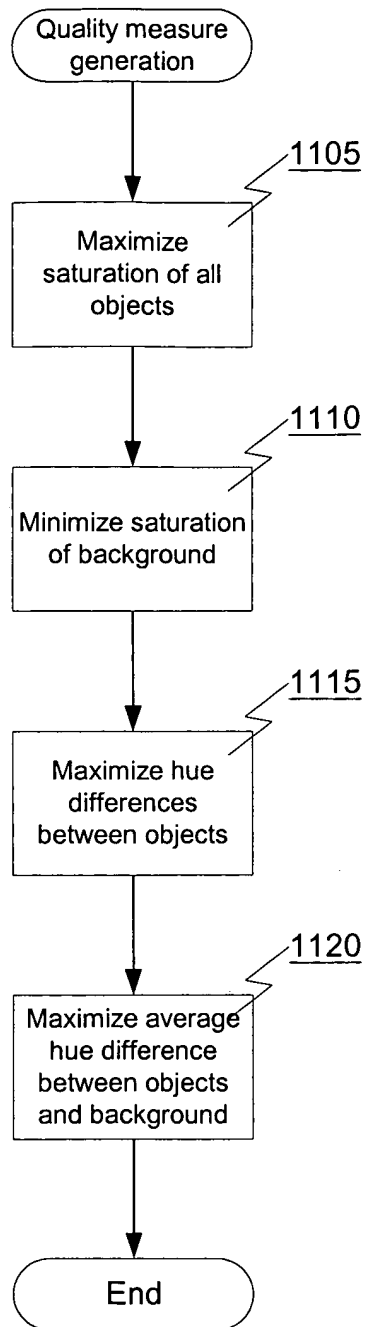 Quality measure
generation
1105
Maximize
saturation of all
objects
1110
Minimize saturation
of background
1115
Maximize hue
differences
between objects
1120
Maximize average
hue difference
between objects
and background
End